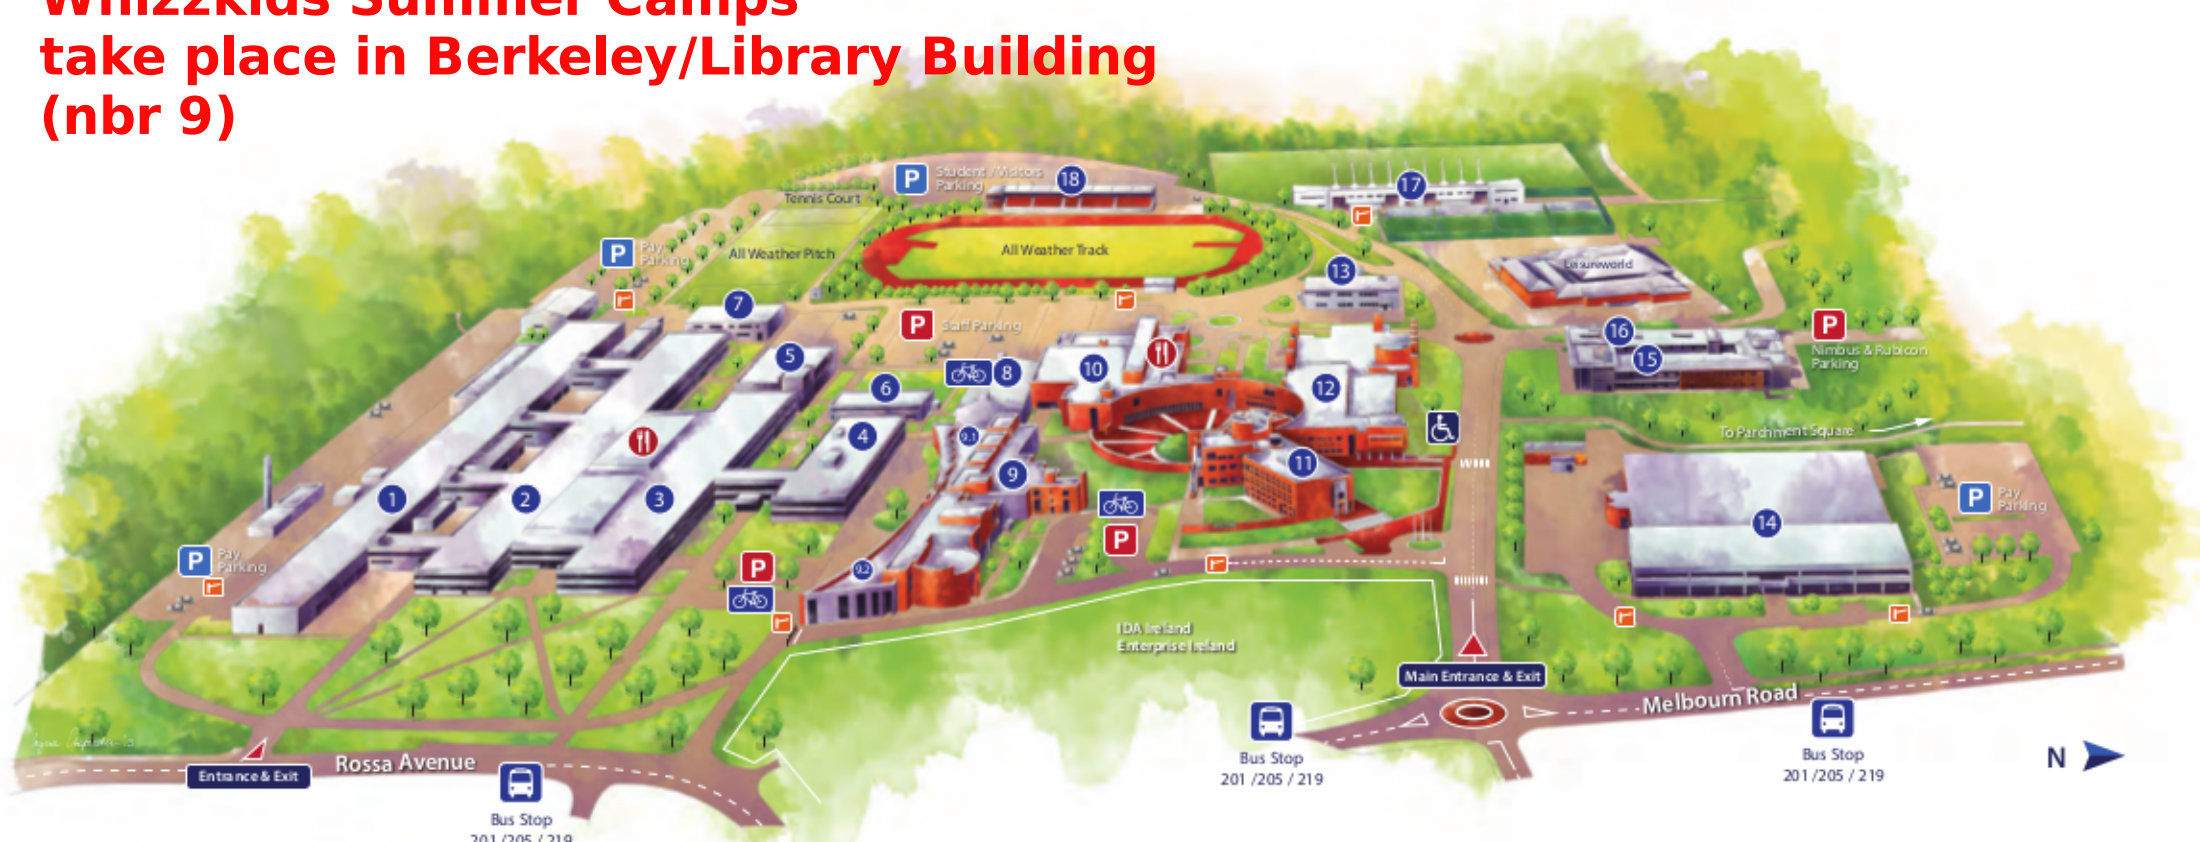 Whizzkids Summer Camps
take place in Berkeley/Library Building
(nbr 9)
P
Student / Visitors
Parking
18
17
Tennis Court
P
Pay
Parking
All Weather Pitch
All Weather Track
13
Leisureworld
7
P
Staff Parking
16
P
15
Nimbus & Rubicon
Parking
5
10
8
6
12
4
9.1
To Parchment Square
9
11
1
2
3
P
Pay
Parking
14
P
P
Pay
Parking
P
9.2
IDA Ireland
Enterprise Ireland
Main Entrance & Exit
Melbourn Road
Bus Stop
201 /205 / 219
Bus Stop
201 /205 / 219
N
Rossa Avenue
Entrance & Exit
Bus Stop
201 /205 / 219